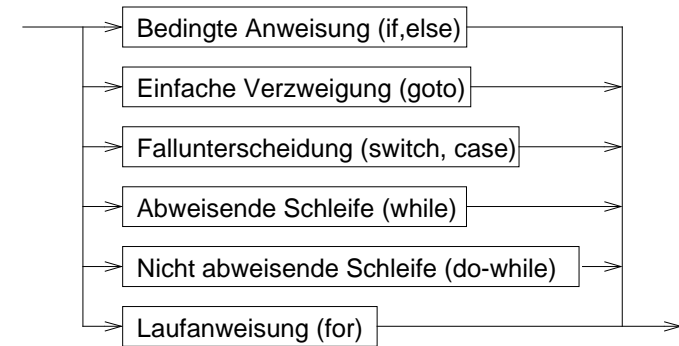 Bedingte Anweisung (if,else)
Einfache Verzweigung (goto)
Fallunterscheidung (switch, case)
Abweisende Schleife (while)
Nicht abweisende Schleife (do-while)
Laufanweisung (for)